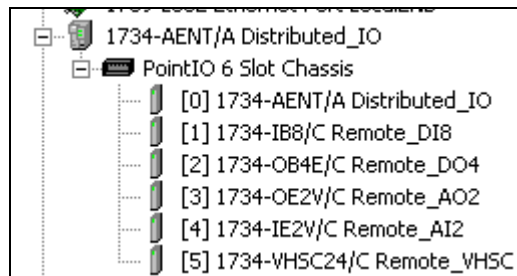 1734-AENT/A Distributed_IO
PointIO 6 Slot Chassis
[0] 1734-AENT/A Distributed_IO
[1] 1734-IB8/C Remote_DI8
[2] 1734-OB4E/C Remote_DO4
[3] 1734-OE2V/C Remote_AO2
[4] 1734-IE2V/C Remote_AI2
[5] 1734-VHSC24/C Remote_VHSC